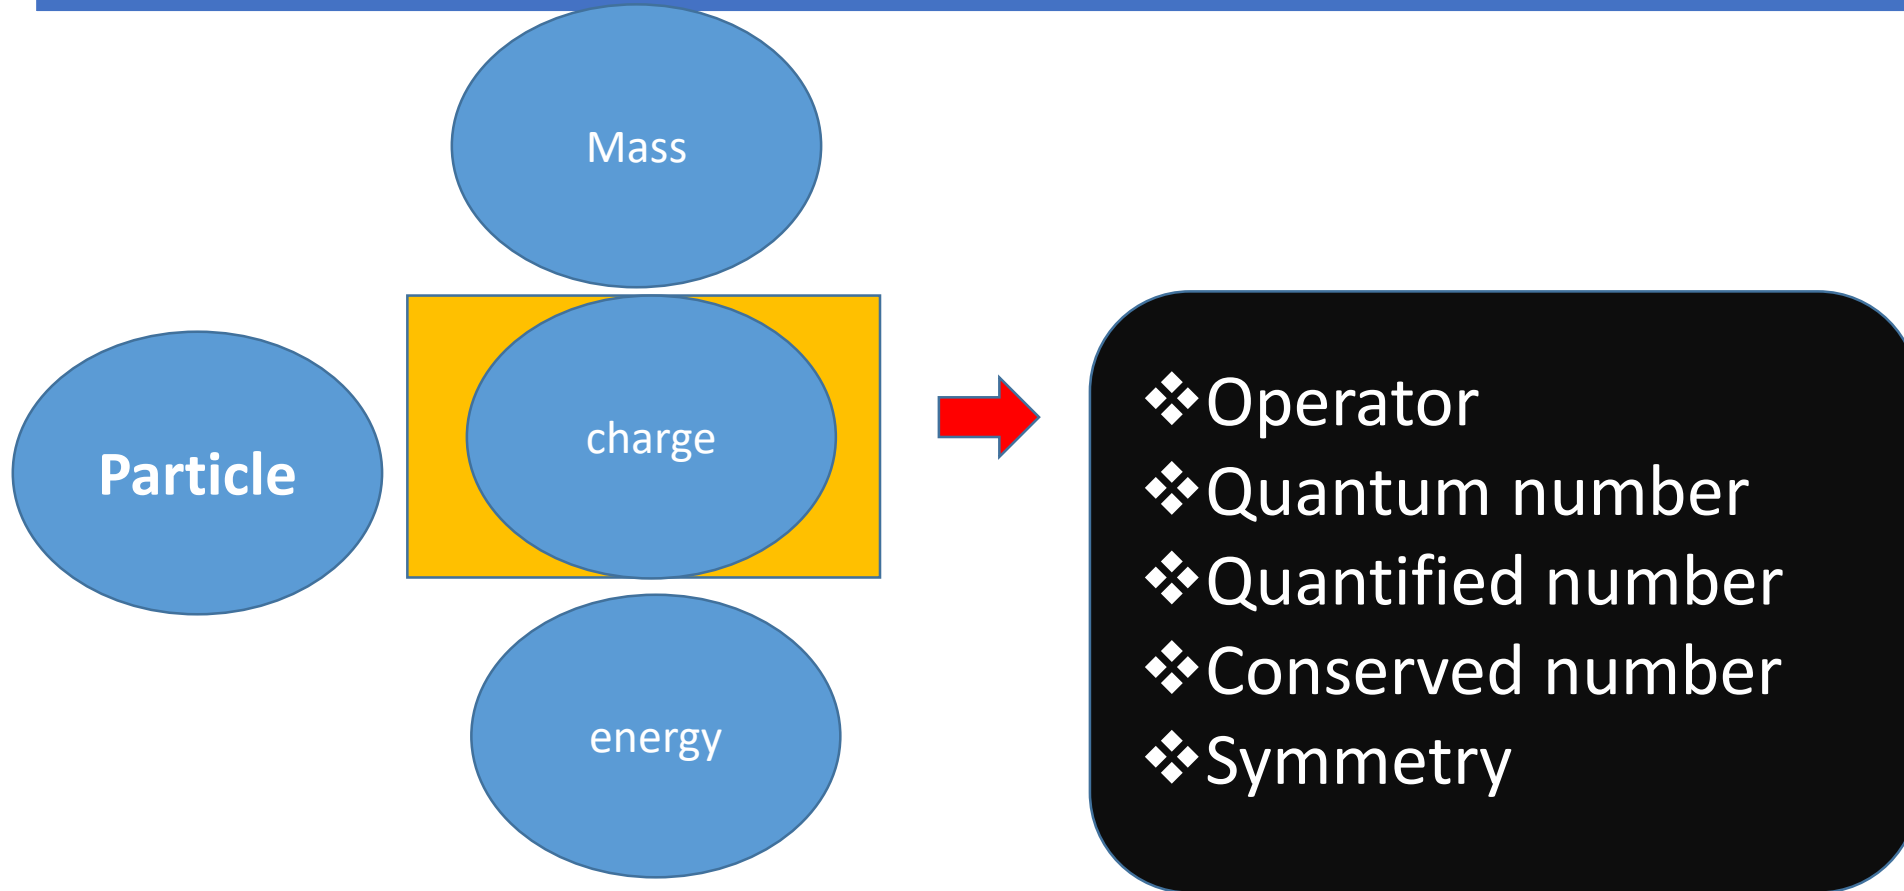 Mass
Particle
charge
energy
❖Operator
❖Quantum number
❖Quantified number
❖Conserved number
❖Symmetry